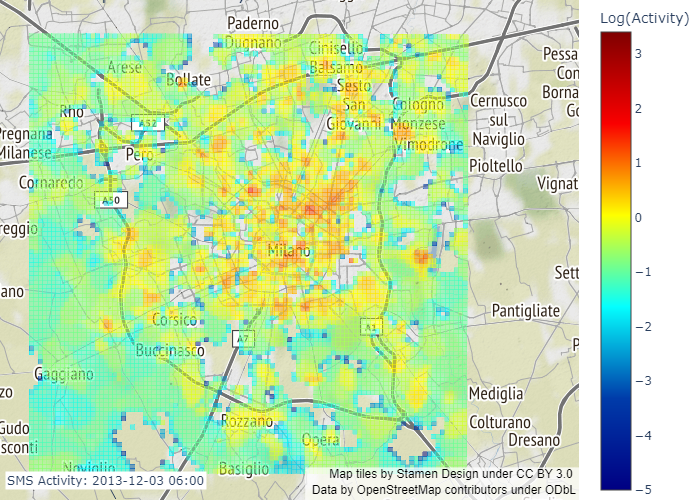 Paderno
Dugnano
Log(Activity)
Cinisello
Balsamo
Pessa
Con
Borna
Go
Arese
Bollate
Sesto
San
Giovanni
Cologno
Monzese
Cernusco
sul
Naviglio
Rho
A52
Pregnana
Milanese
Pero
Vimodrone
Pioltello
Cornaredo
Vignat
A50
reggio
Milano
Sett
ano
Pantigliate
Corsico
A7
A1
Buccinasco
P
Gaggiano
zo
Mediglia
Gudo
sconti
Rozzano
Opera
Colturano
Dresano
Noviglio
Basiglio
3
2
1
0
−1
−2
−3
−4
−5
SMS Activity: 2013-12-03 06:00
Map tiles by Stamen Design under CC BY 3.0
Data by OpenStreetMap contributors under ODbL